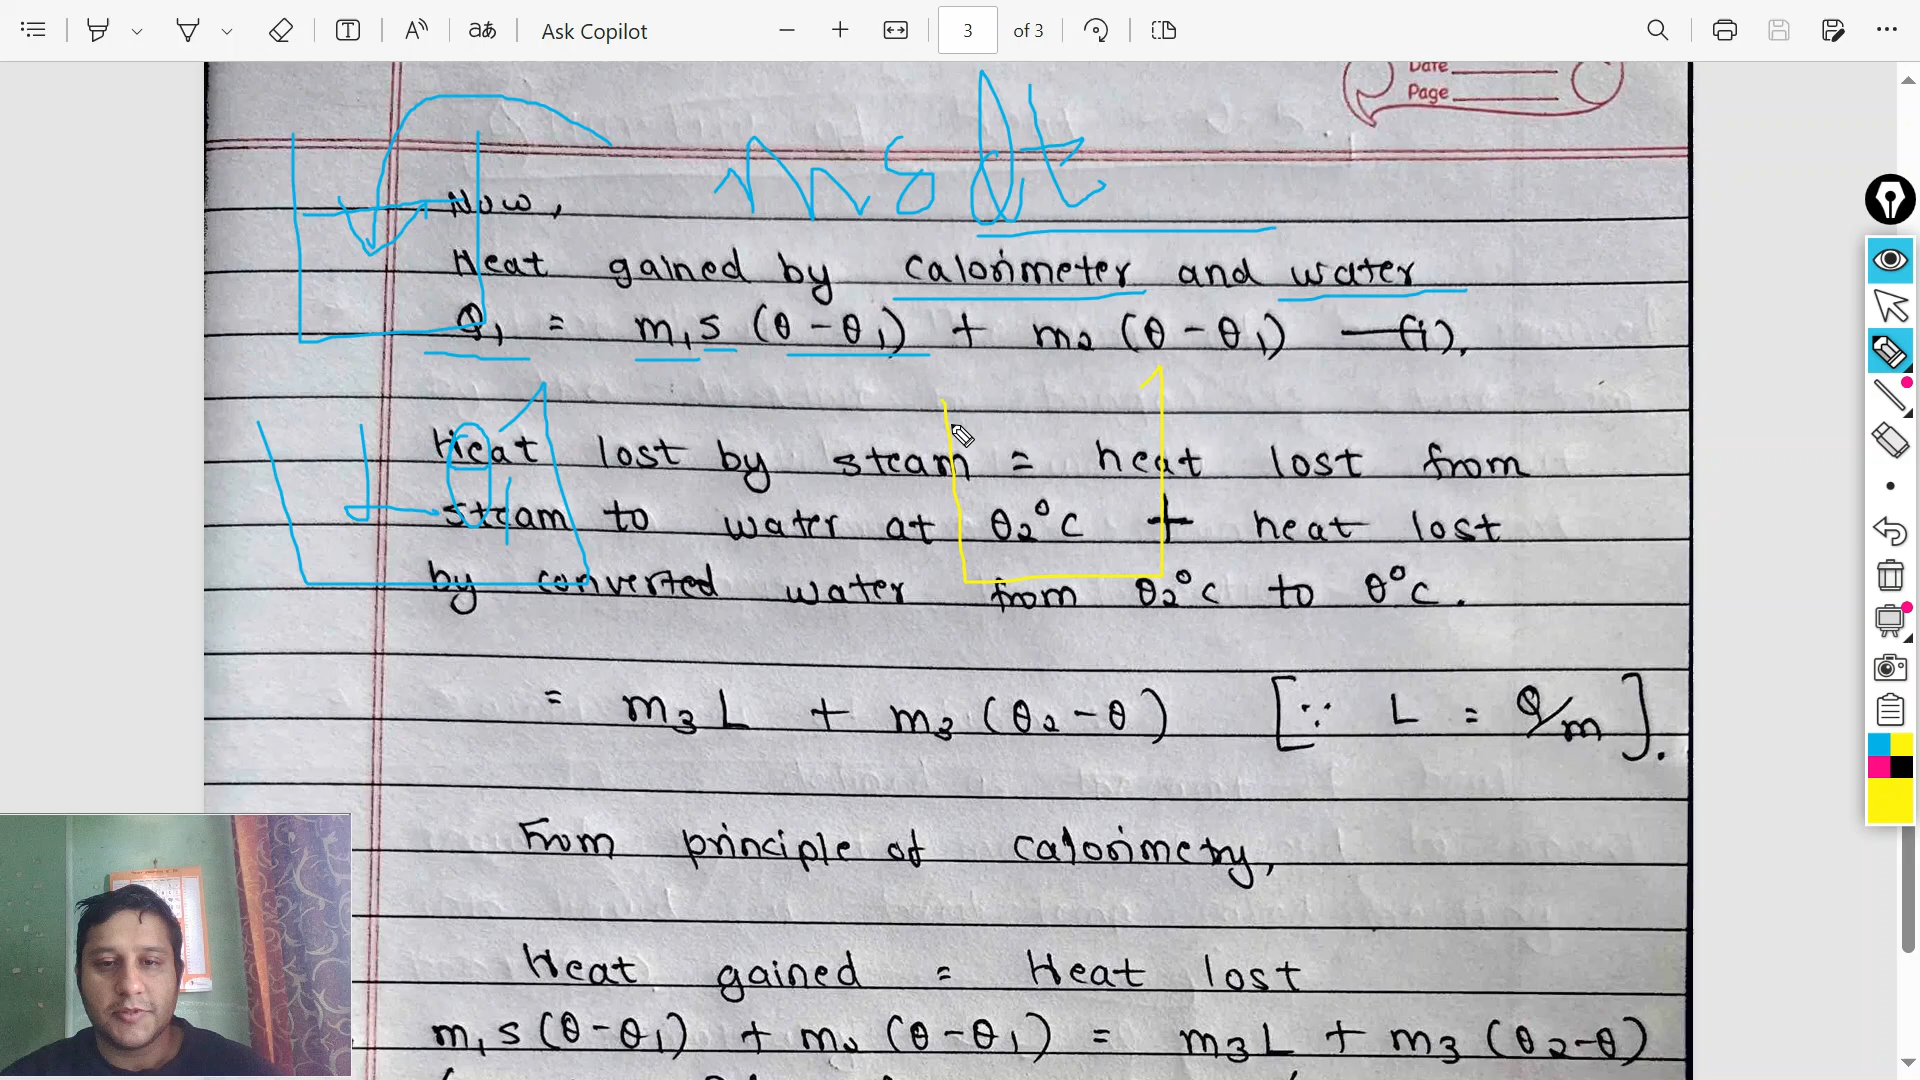 Ask Copilot
3 of 3
Date
Page
msdt
Now,
Heat gained by calorimeter and water
Q₁ = m₁s (θ - θ₁) + m₂ (θ - θ₁) —(i).
Heat lost by steam = heat lost from
steam to water at θ₂°C + heat lost
by converted water from θ₂°C to θ°C.
= m₃L + m₃ (θ₂ - θ) [∵ L = Q/m].
From principle of calorimetry,
Heat gained = Heat lost
m₁s (θ - θ₁) + m₂ (θ - θ₁) = m₃L + m₃ (θ₂ - θ)